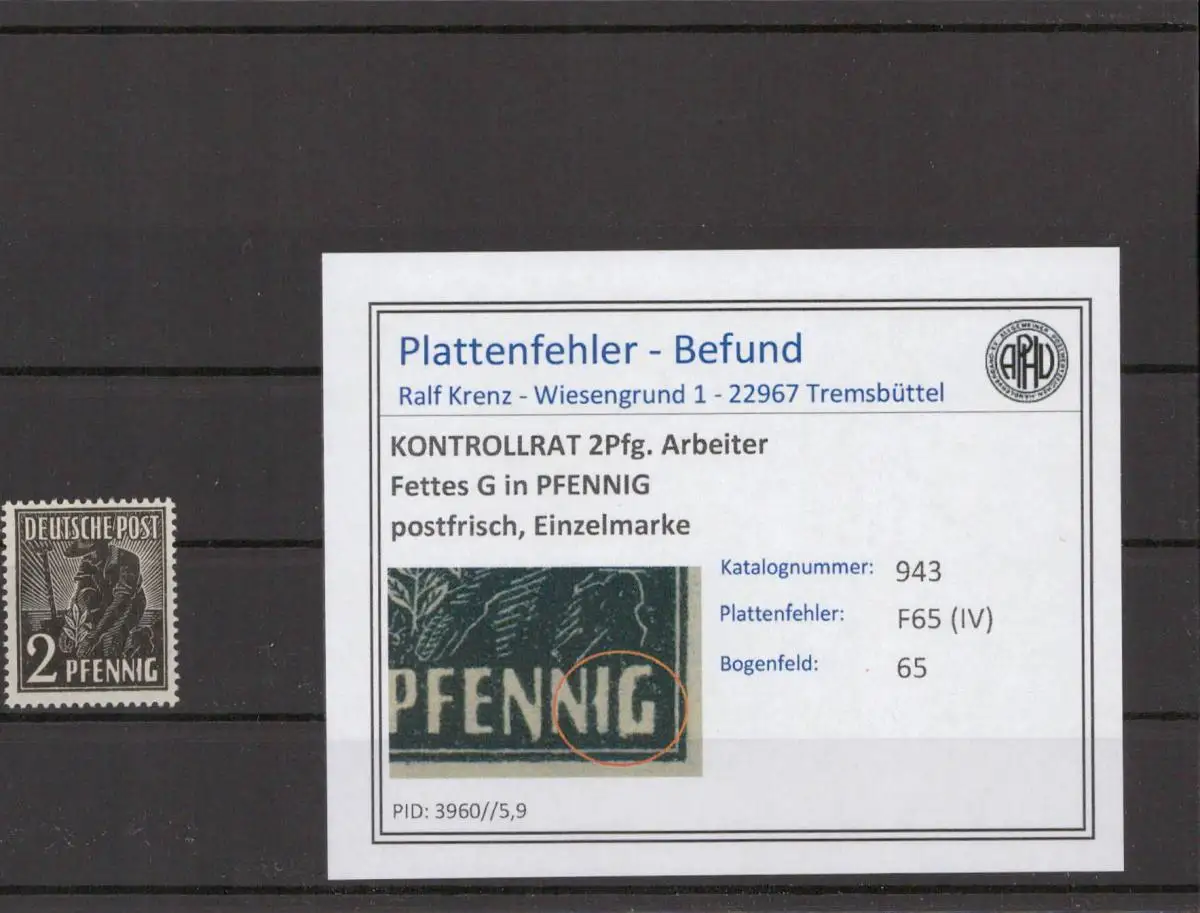 DEUTSCHE POST
2 PFENNIG
Plattenfehler - Befund
Ralf Krenz - Wiesengrund 1 - 22967 Tremsbüttel
APHV
KONTROLLRAT 2Pfg. Arbeiter
Fettes G in PFENNIG
postfrisch, Einzelmarke
PFENNIG
Katalognummer: 943
Plattenfehler: F65 (IV)
Bogenfeld: 65
PID: 3960//5,9